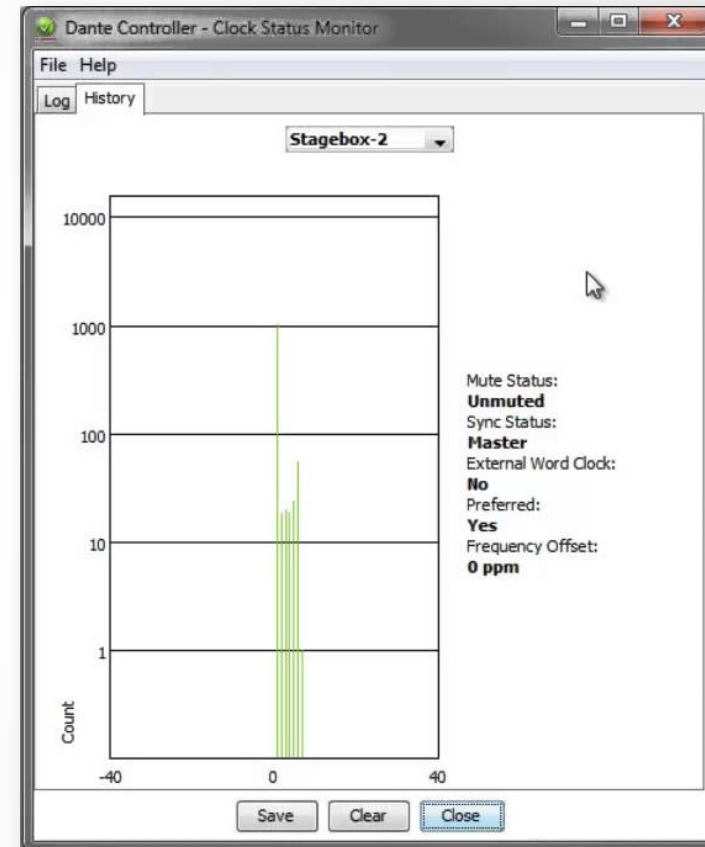 Dante Controller - Clock Status Monitor
File Help
Log History
Stagebox-2
10000
1000
100
10
1
Count
-40 0 40
Mute Status:
Unmuted
Sync Status:
Master
External Word Clock:
No
Preferred:
Yes
Frequency Offset:
0 ppm
Save Clear Close